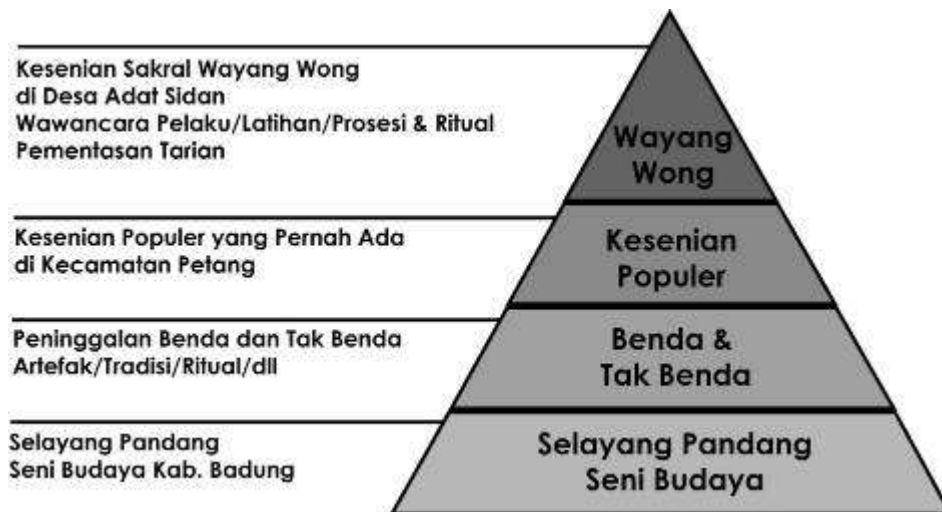 Kesenian Sakral Wayang Wong
di Desa Adat Sidan
Wawancara Pelaku/Latihan/Prosesi & Ritual
Pementasan Tarian
Wayang
Wong
Kesenian Populer yang Pernah Ada
di Kecamatan Petang
Kesenian
Populer
Peninggalan Benda dan Tak Benda
Artefak/Tradisi/Ritual/dll
Benda &
Tak Benda
Selayang Pandang
Seni Budaya Kab. Badung
Selayang Pandang
Seni Budaya